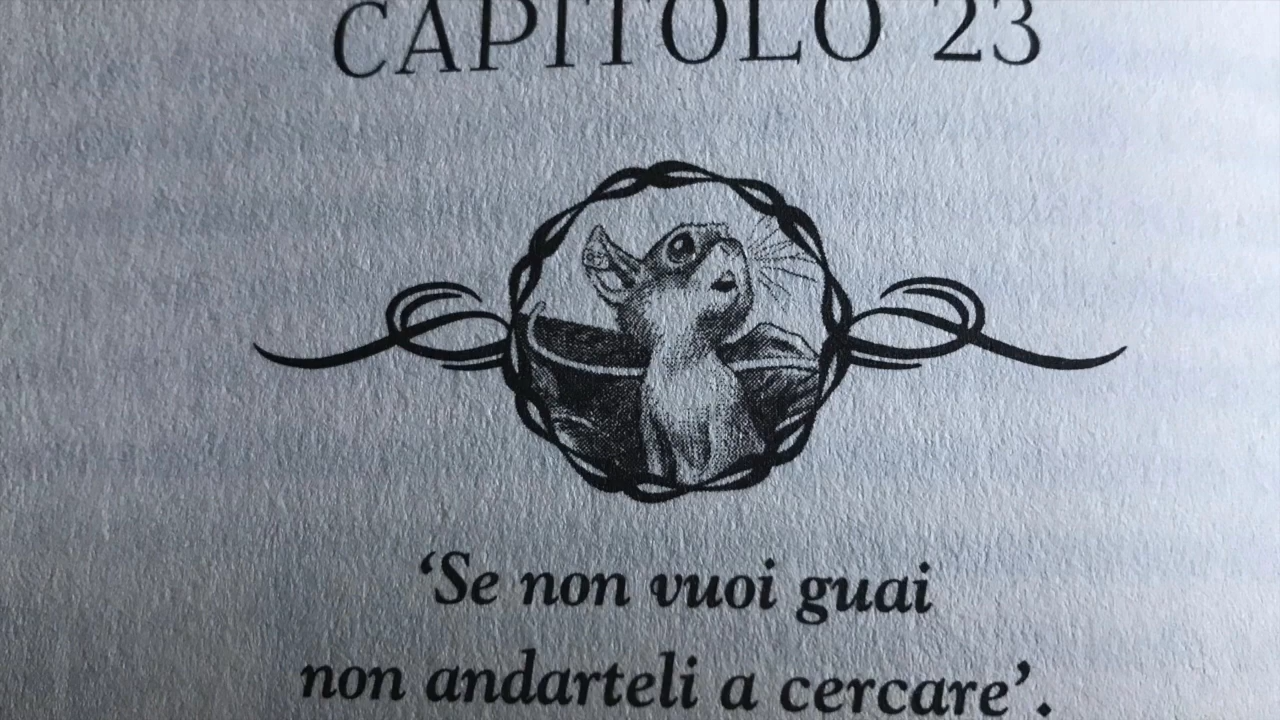 CAPITOLO 23
‘Se non vuoi guai
non andarteli a cercare’.